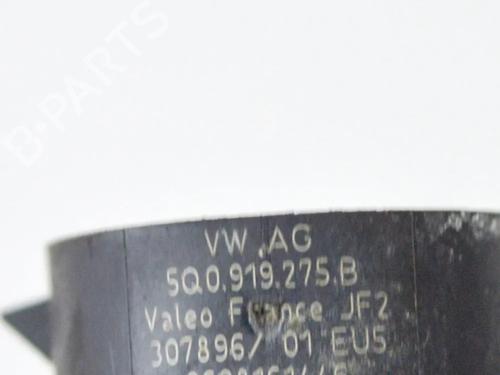 B-PARTS
VW.AG
5Q0.919.275.B
Valeo France JF2
307896/ 01 EU5